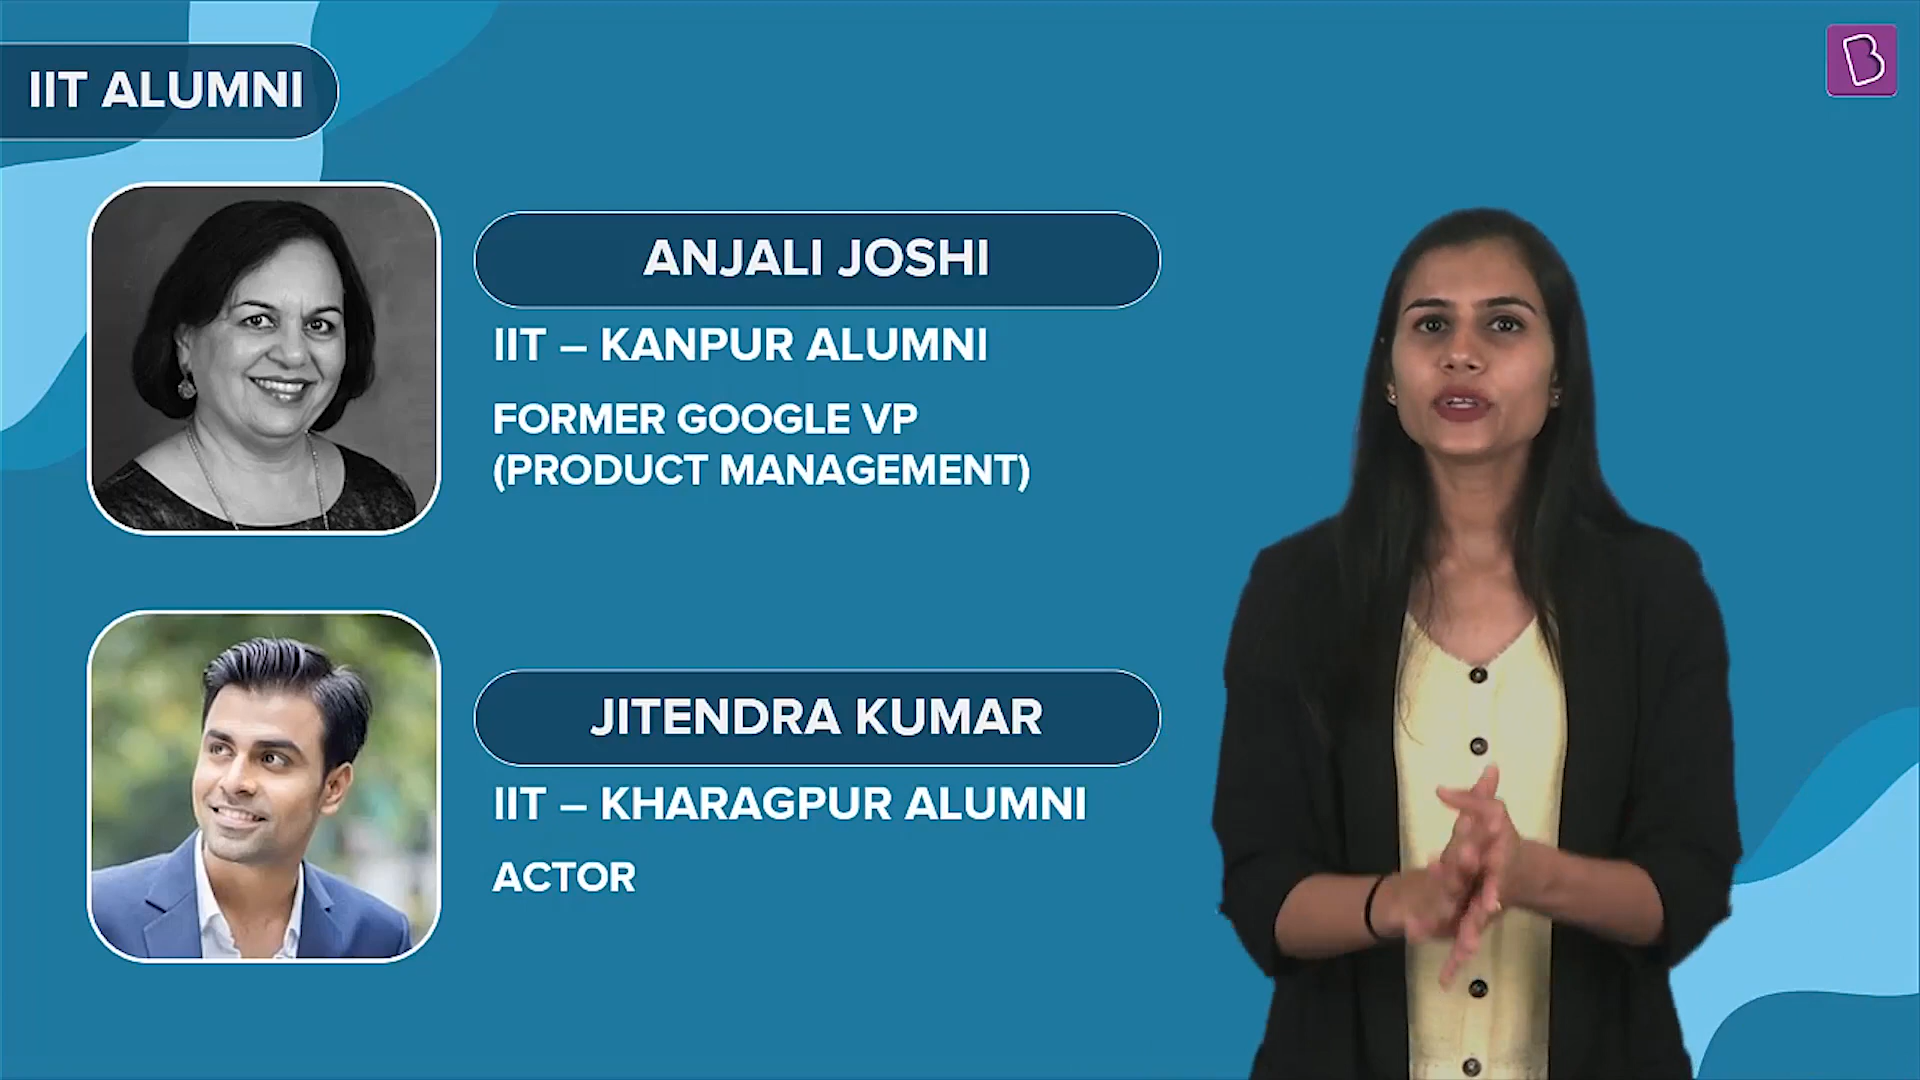 IIT ALUMNI
ANJALI JOSHI
IIT – KANPUR ALUMNI
FORMER GOOGLE VP
(PRODUCT MANAGEMENT)
JITENDRA KUMAR
IIT – KHARAGPUR ALUMNI
ACTOR
B